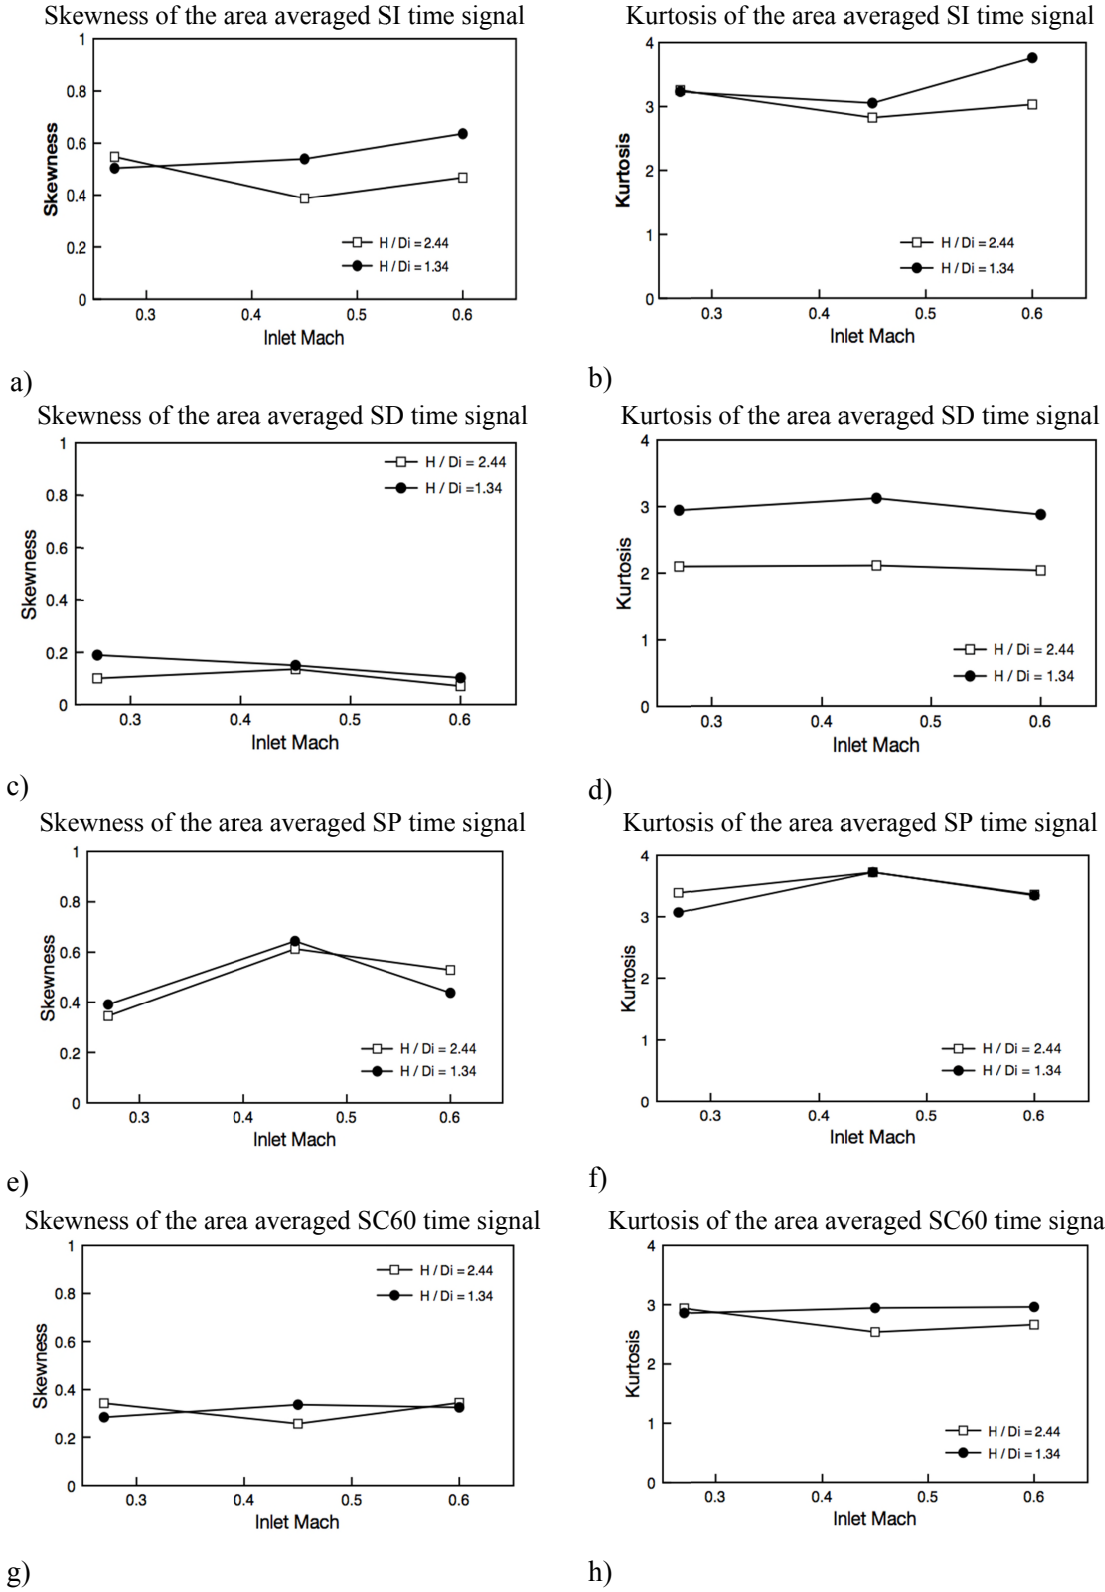 Skewness of the area averaged SI time signal
1
0.8
0.6
0.4
0.2
0
Skewness
H / Di = 2.44
H / Di = 1.34
0.3 0.4 0.5 0.6
Inlet Mach
a)
Kurtosis of the area averaged SI time signal
4
3
2
1
0
Kurtosis
H / Di = 2.44
H / Di = 1.34
0.3 0.4 0.5 0.6
Inlet Mach
b)
Skewness of the area averaged SD time signal
1
0.8
0.6
0.4
0.2
0
Skewness
H / Di = 2.44
H / Di =1.34
0.3 0.4 0.5 0.6
Inlet Mach
c)
Kurtosis of the area averaged SD time signal
4
3
2
1
0
Kurtosis
H / Di = 2.44
H / Di = 1.34
0.3 0.4 0.5 0.6
Inlet Mach
d)
Skewness of the area averaged SP time signal
1
0.8
0.6
0.4
0.2
0
Skewness
H / Di = 2.44
H / Di = 1.34
0.3 0.4 0.5 0.6
Inlet Mach
e)
Kurtosis of the area averaged SP time signal
4
3
2
1
0
Kurtosis
H / Di = 2.44
H / Di = 1.34
0.3 0.4 0.5 0.6
Inlet Mach
f)
Skewness of the area averaged SC60 time signal
1
0.8
0.6
0.4
0.2
0
Skewness
H / Di = 2.44
H / Di = 1.34
0.3 0.4 0.5 0.6
Inlet Mach
g)
Kurtosis of the area averaged SC60 time signa
4
3
2
1
0
Kurtosis
H / Di = 2.44
H / Di = 1.34
0.3 0.4 0.5 0.6
Inlet Mach
h)